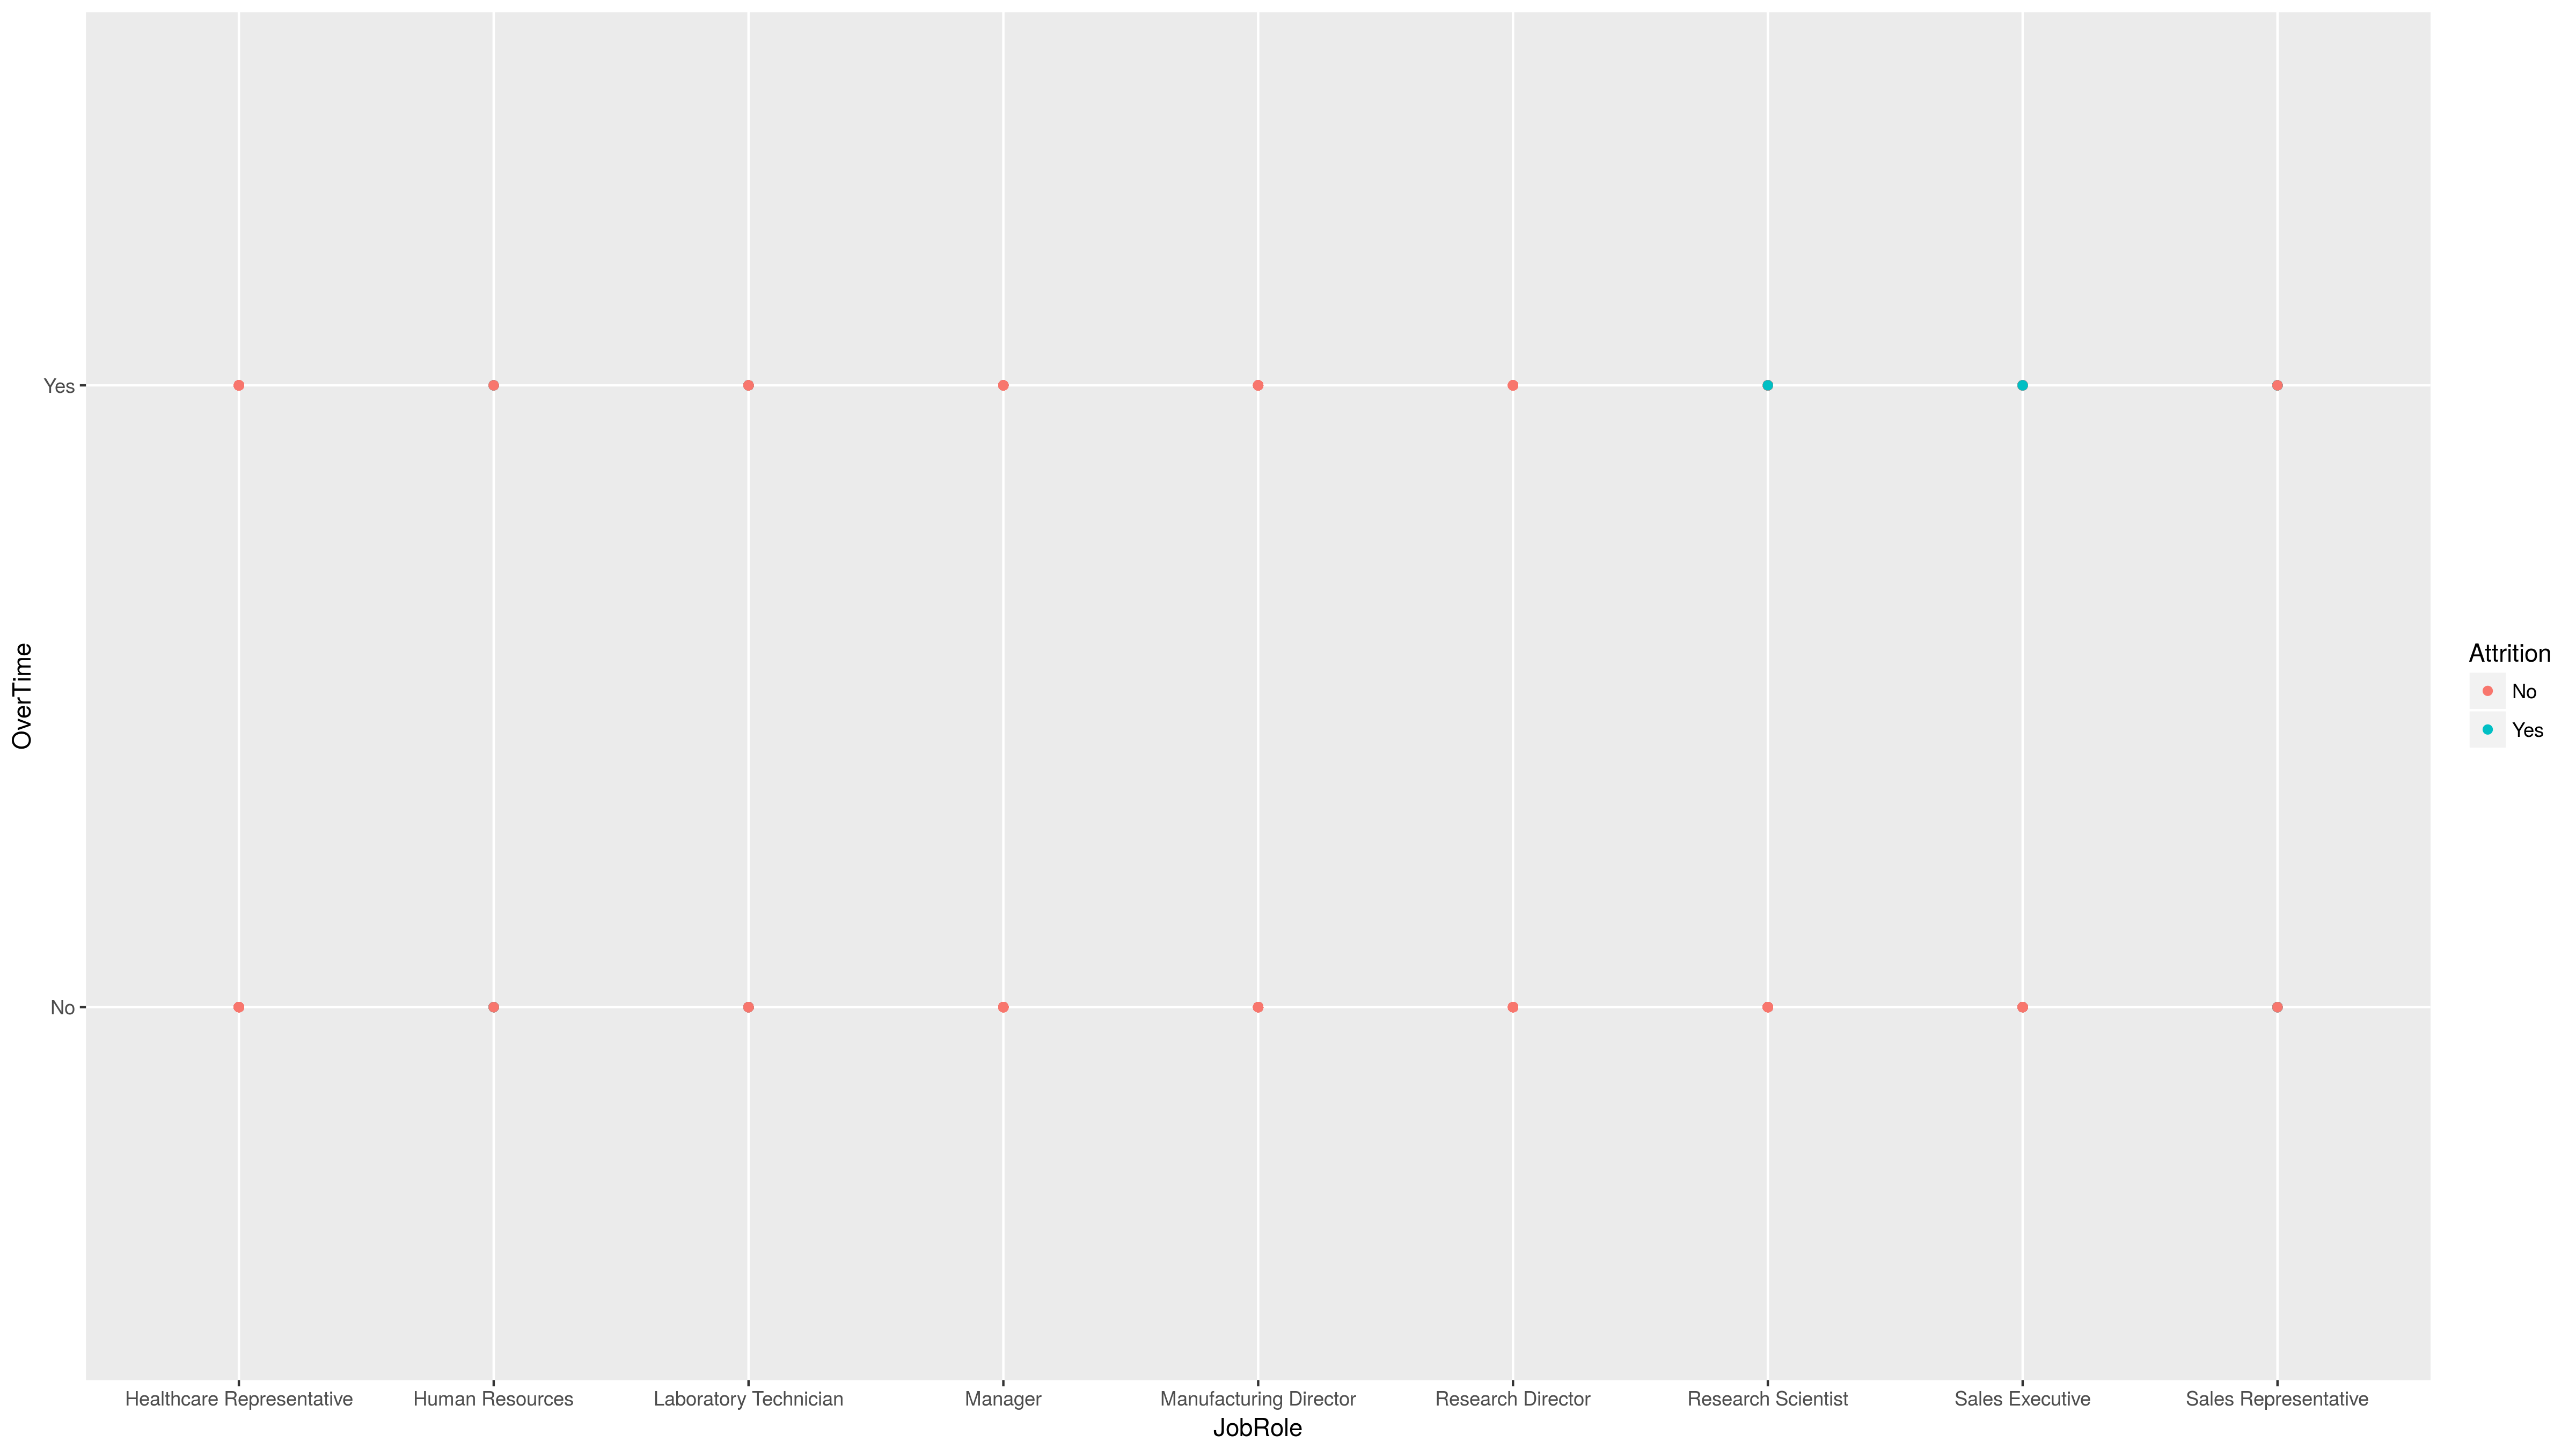 Yes
No
OverTime
Healthcare Representative Human Resources Laboratory Technician Manager Manufacturing Director Research Director Research Scientist Sales Executive Sales Representative
JobRole
Attrition
No
Yes